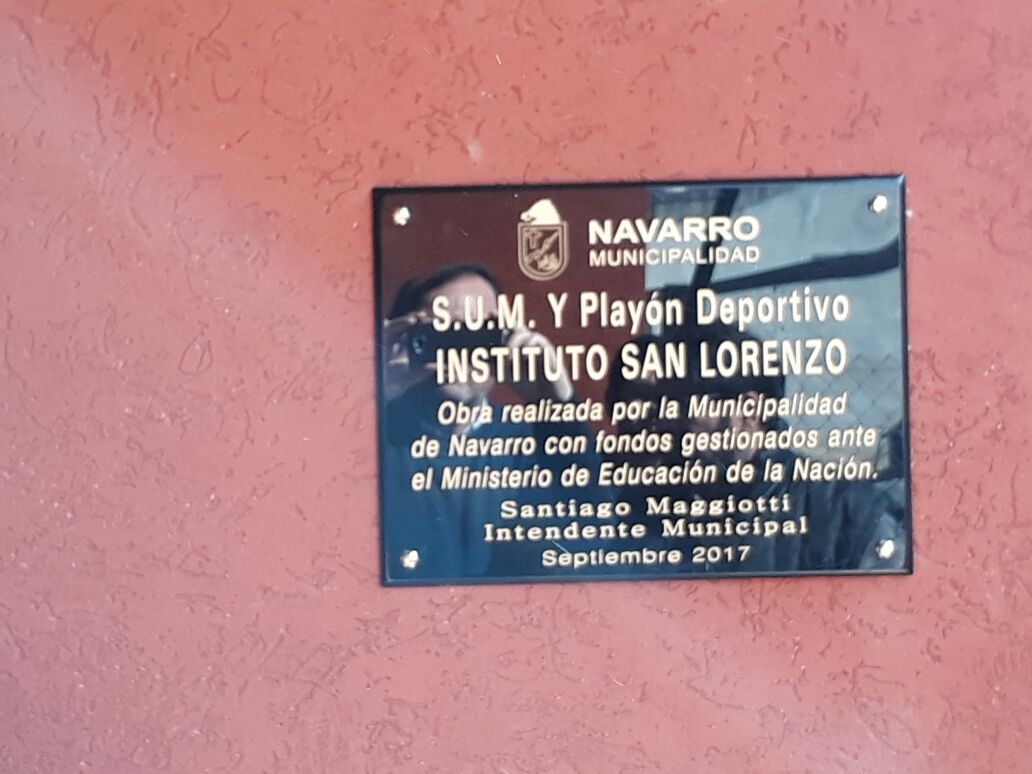 NAVARRO
MUNICIPALIDAD
S.U.M. Y Playón Deportivo
INSTITUTO SAN LORENZO
Obra realizada por la Municipalidad
de Navarro con fondos gestionados ante
el Ministerio de Educación de la Nación.
Santiago Maggiotti
Intendente Municipal
Septiembre 2017